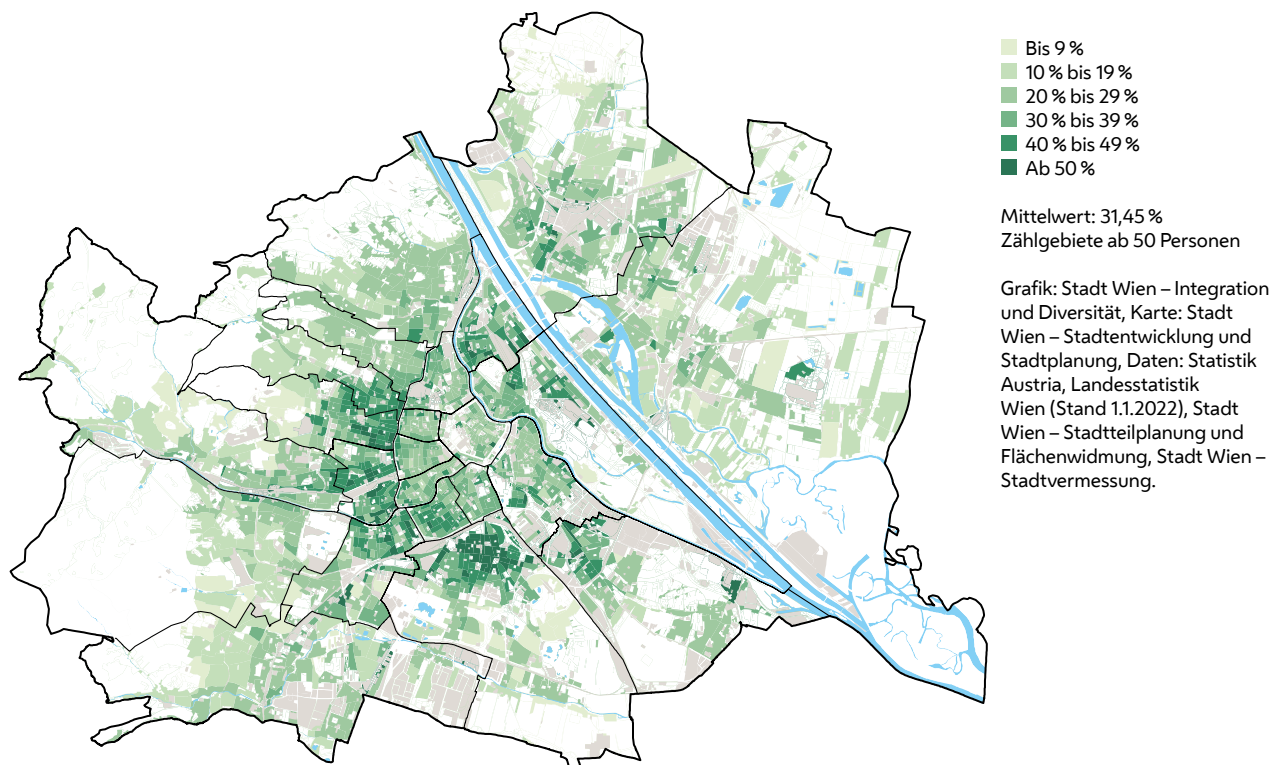 Bis 9 %
10 % bis 19 %
20 % bis 29 %
30 % bis 39 %
40 % bis 49 %
Ab 50 %
Mittelwert: 31,45 %
Zählgebiete ab 50 Personen
Grafik: Stadt Wien – Integration
und Diversität, Karte: Stadt
Wien – Stadtentwicklung und
Stadtplanung, Daten: Statistik
Austria, Landesstatistik
Wien (Stand 1.1.2022), Stadt
Wien – Stadtteilplanung und
Flächenwidmung, Stadt Wien –
Stadtvermessung.